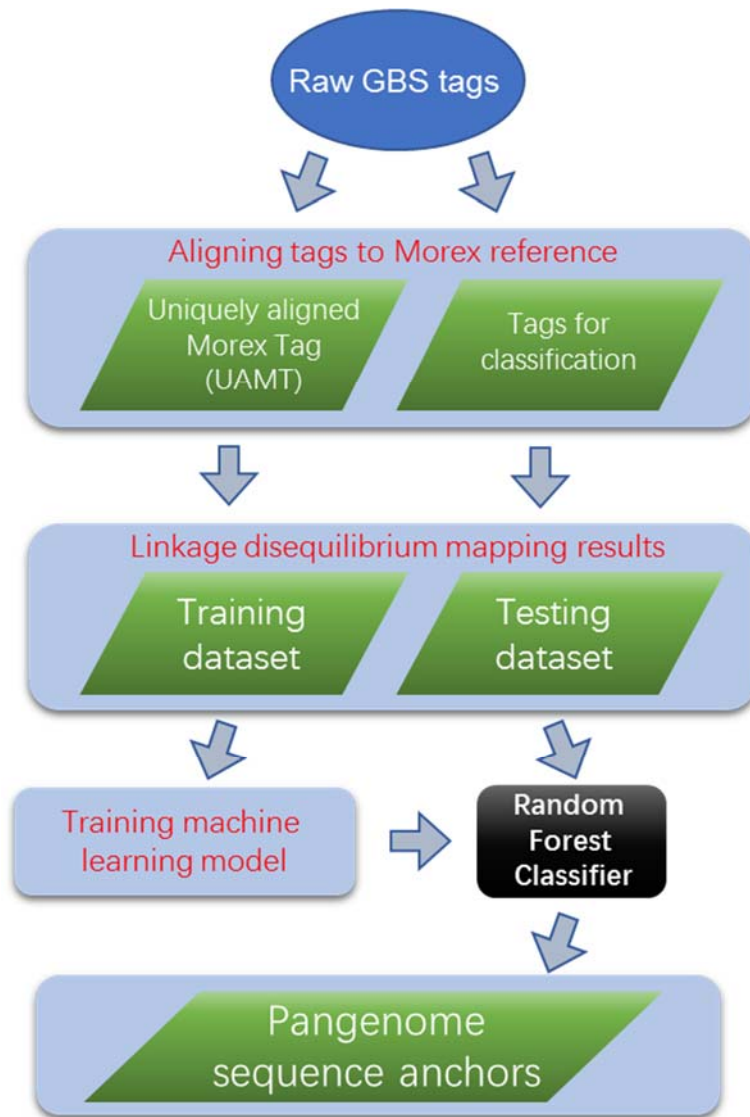 Raw GBS tags
Aligning tags to Morex reference
Uniquely aligned
Morex Tag
(UAMT)
Tags for
classification
Linkage disequilibrium mapping results
Training
dataset
Testing
dataset
Training machine
learning model
Random
Forest
Classifier
Pangenome
sequence anchors